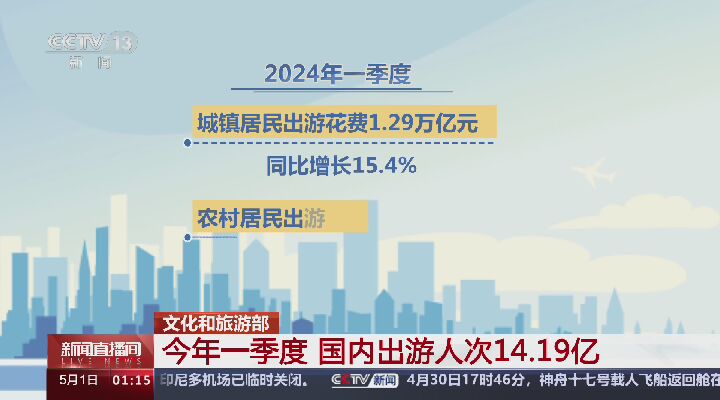 CCTV 13
新闻
2024年一季度
城镇居民出游花费1.29万亿元
同比增长15.4%
农村居民出游
文化和旅游部
新闻直播间
LIVE NEWS
今年一季度 国内出游人次14.19亿
5月1日 01:15 印尼多机场已临时关闭。 CCTV 新闻 4月30日17时46分，神舟十七号载人飞船返回舱在